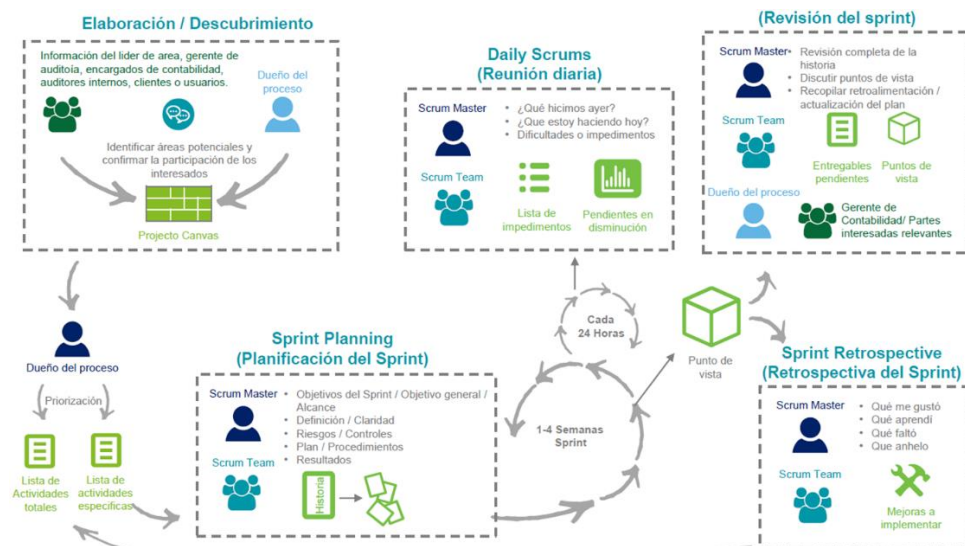 Elaboración / Descubrimiento
Información del lider de area, gerente de
auditoía, encargados de contabilidad,
auditores internos, clientes o usuarios.
Dueño del
proceso
Identificar áreas potenciales y
confirmar la participación de los
interesados
Projecto Canvas
Dueño del proceso
Priorización
Lista de
Actividades
totales
Lista de
actividades
especificas
Sprint Planning
(Planificación del Sprint)
Scrum Master
• Objetivos del Sprint / Objetivo general /
Alcance
• Definición / Claridad
• Riesgos / Controles
• Plan / Procedimientos
• Resultados
Scrum Team
Historia
Daily Scrums
(Reunión diaria)
Scrum Master
• ¿Qué hicimos ayer?
• ¿Que estoy haciendo hoy?
• Dificultades o impedimentos
Scrum Team
Lista de
impedimentos
Pendientes en
disminución
Cada
24 Horas
1-4 Semanas
Sprint
Punto de
vista
(Revisión del sprint)
Scrum Master
• Revisión completa de la
historia
• Discutir puntos de vista
• Recopilar retroalimentación /
actualización del plan
Scrum Team
Entregables
pendientes
Puntos de
vista
Dueño del proceso
Gerente de
Contabilidad/ Partes
interesadas relevantes
Sprint Retrospective
(Retrospectiva del Sprint)
Scrum Master
• Qué me gustó
• Qué aprendí
• Qué faltó
• Que anhelo
Scrum Team
Mejoras a
implementar